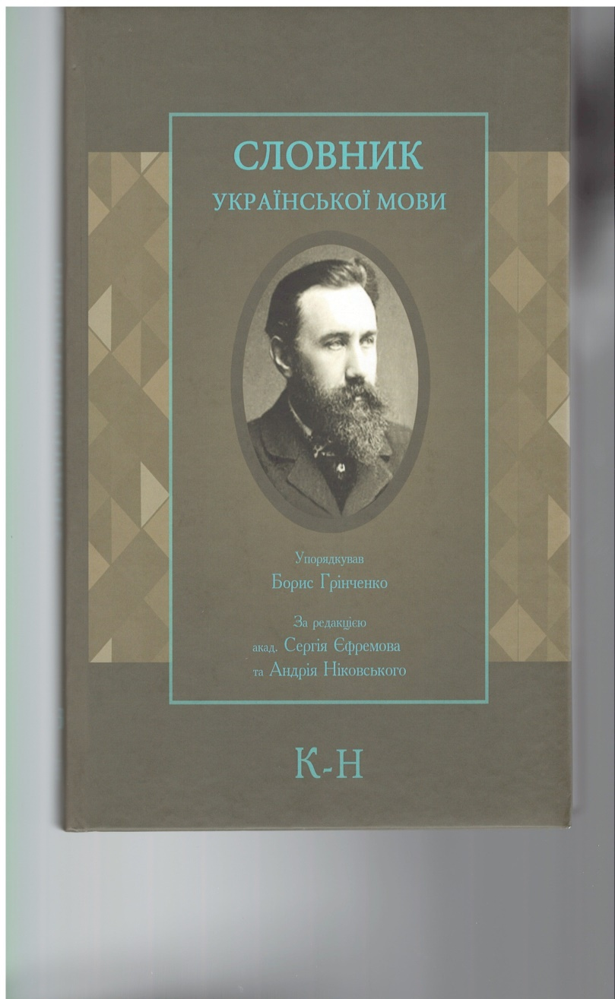 СЛОВНИК
УКРАЇНСЬКОЇ МОВИ
Упорядкував
Борис Грінченко
За редакцією
акад. Сергія Єфремова
та Андрія Ніковського
К-Н